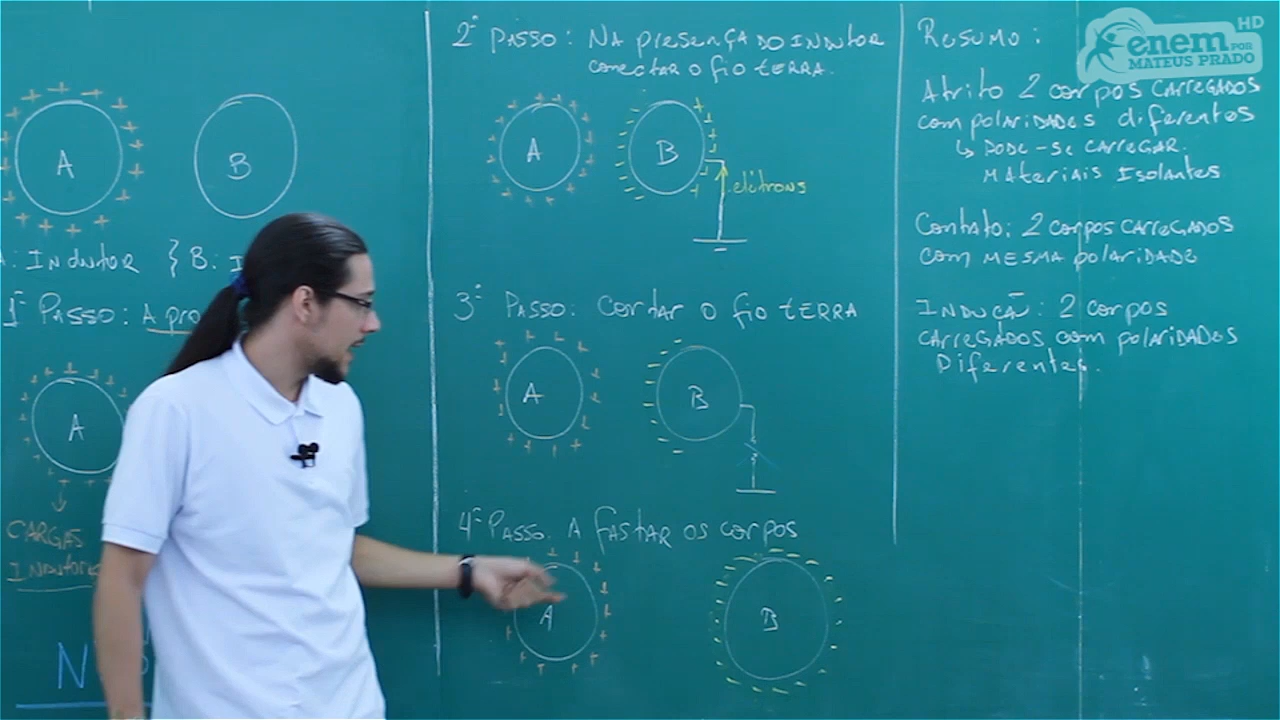 A
B
A: Indutor } B: I
1º Passo: A pro
A
CARGAS
Indutor
N
2º Passo: Na presença do Indutor
conectar o fio terra.
A
B
elétrons
3º Passo: Cortar o fio terra
A
B
4º Passo. Afastar os corpos
A
B
Resumo:
Atrito 2 corpos carregados
com polaridades diferentes
↳ Pode-se carregar.
Materiais Isolantes
Contato: 2 corpos carregados
com mesma polaridade
Indução: 2 corpos
carregados com polaridades
Diferentes.
enem HD
POR
MATEUS PRADO